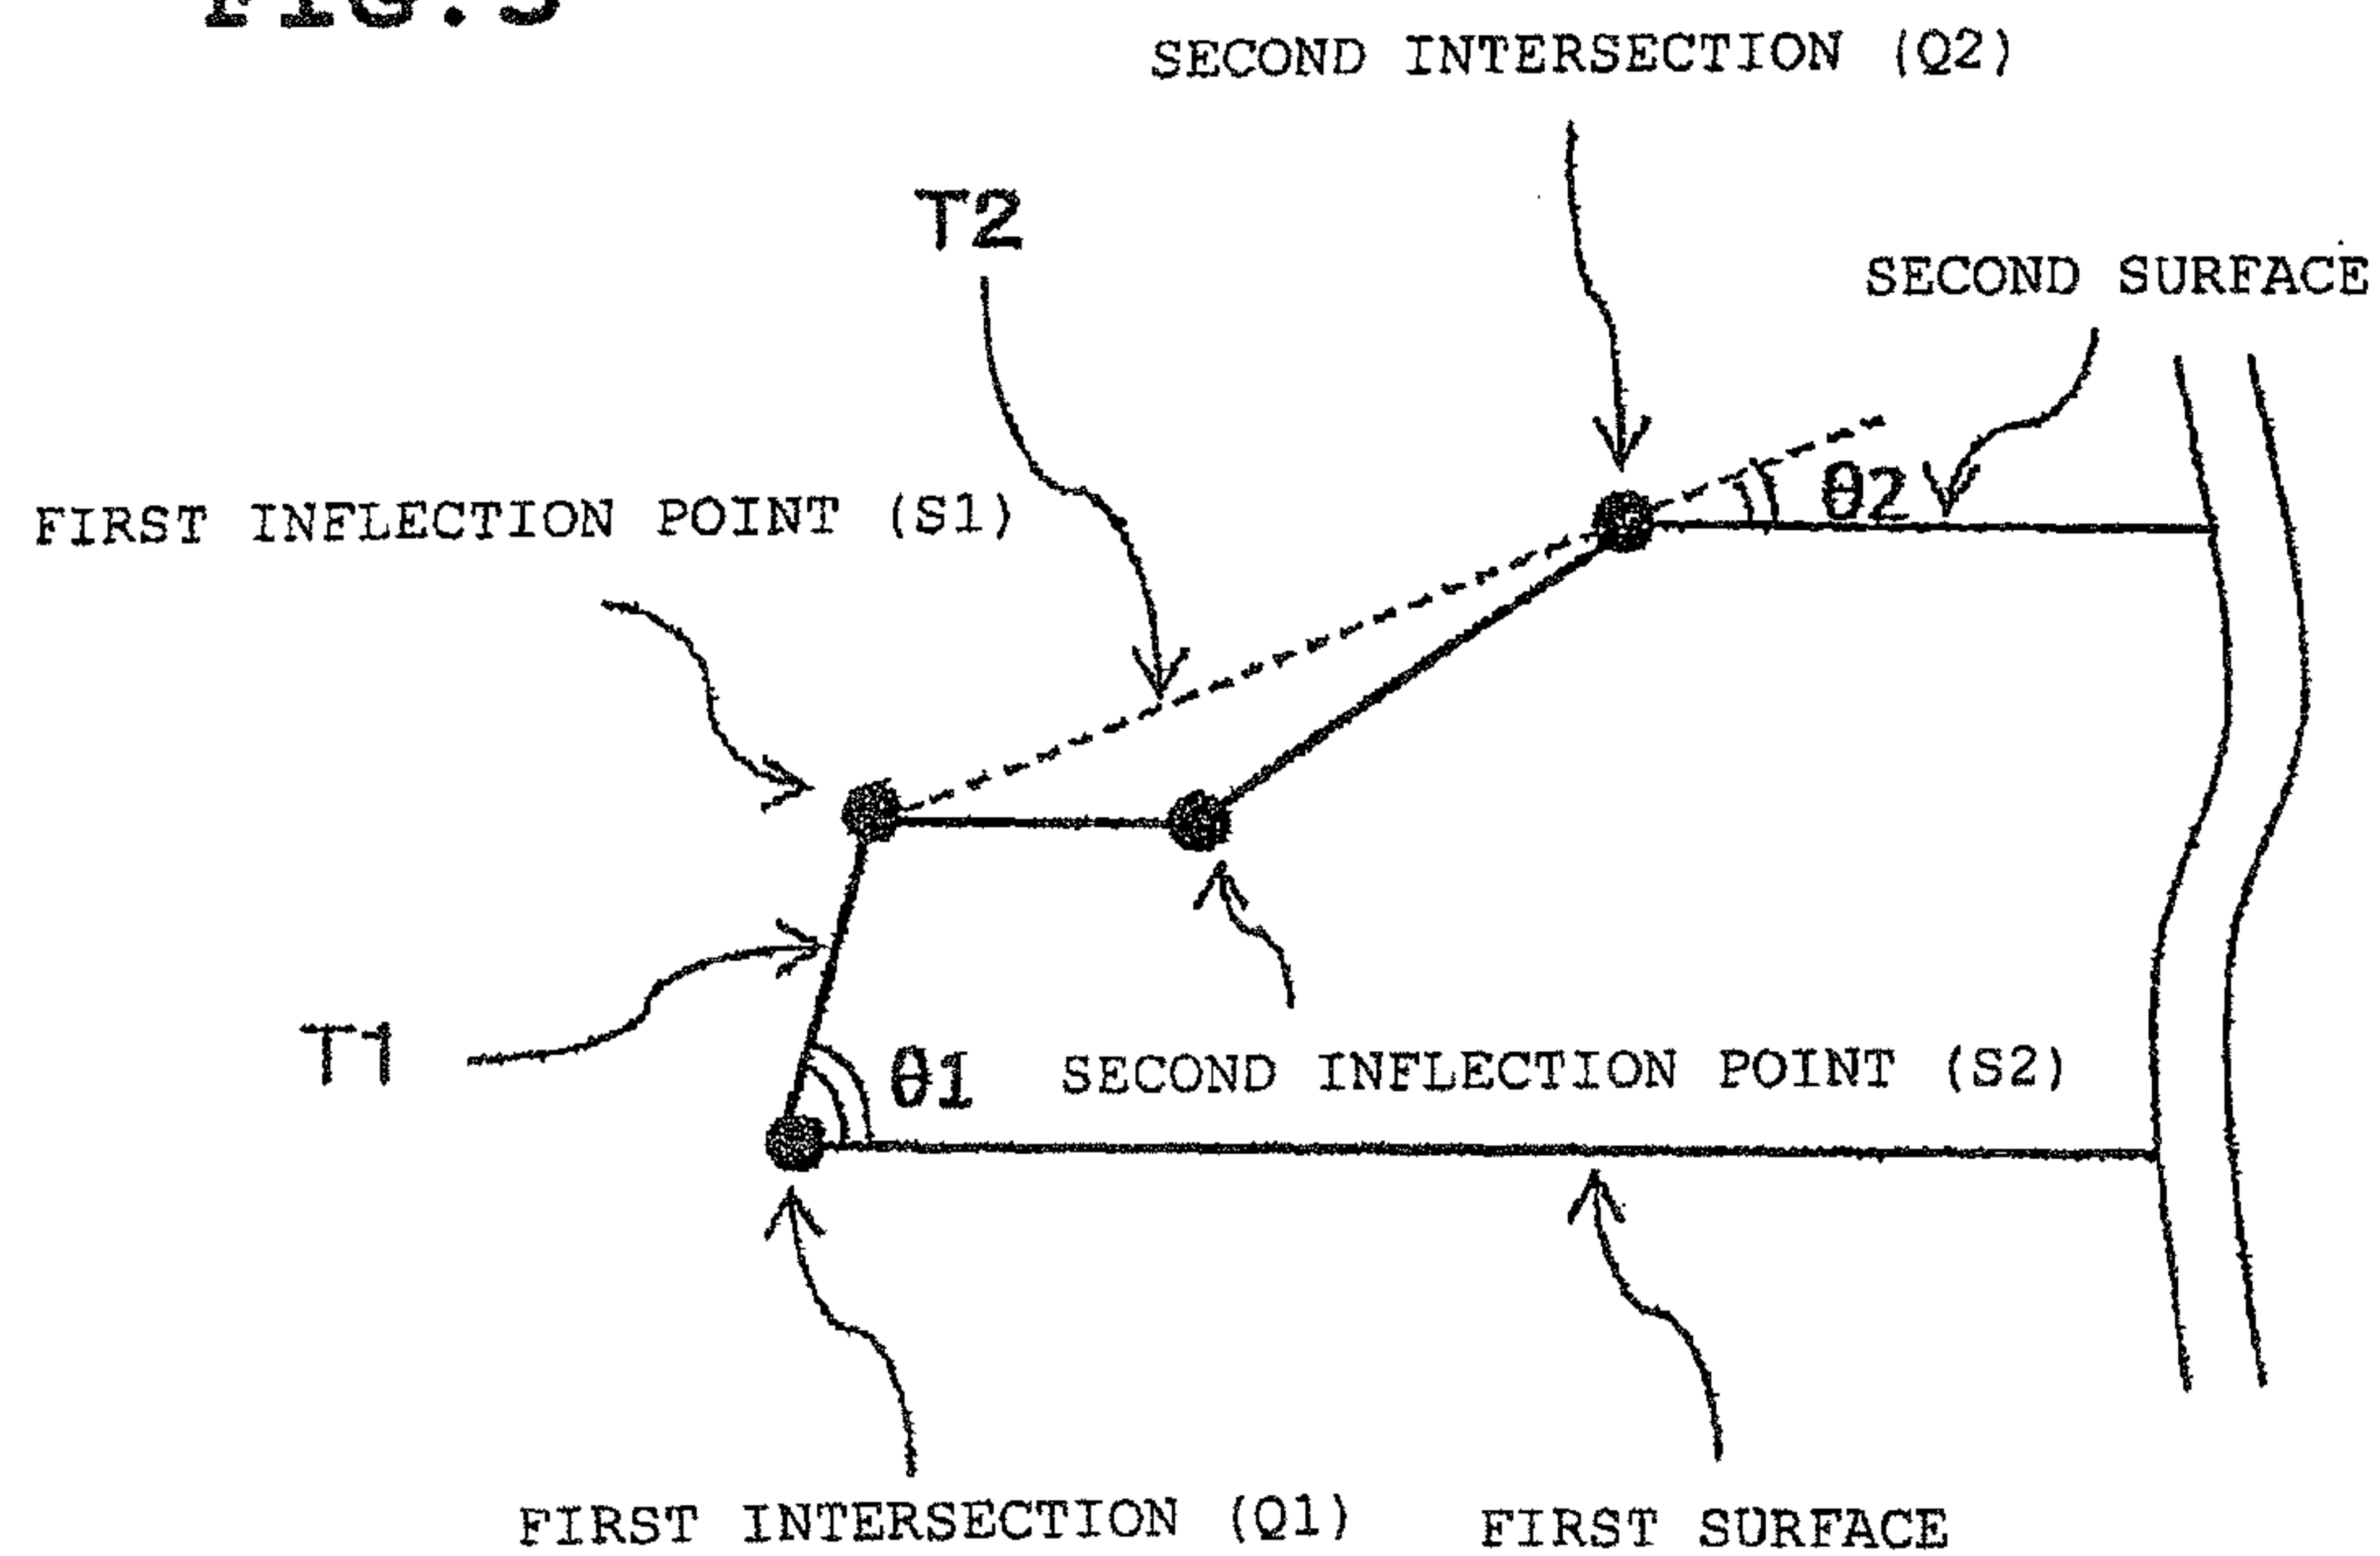 FIG.
SECOND INTERSECTION (Q2)
T2
SECOND SURFACE
θ2
FIRST INFLECTION POINT (S1)
T1
θ1
SECOND INFLECTION POINT (S2)
FIRST INTERSECTION (Q1)
FIRST SURFACE